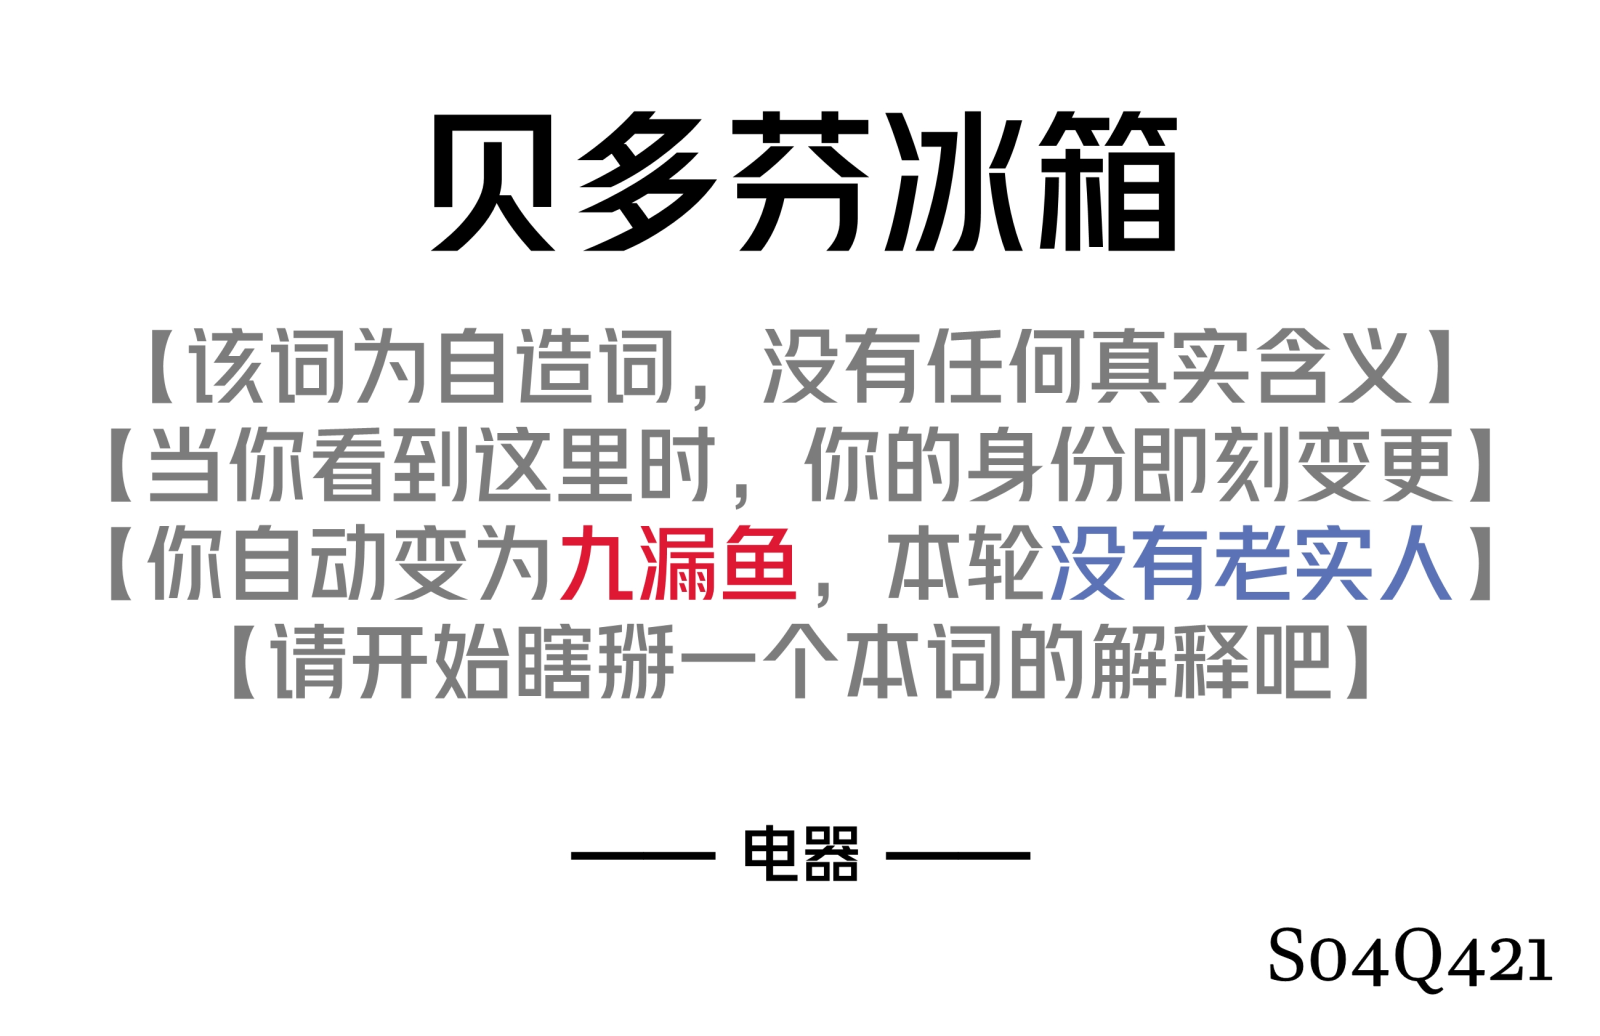 贝多芬冰箱
【该词为自造词，没有任何真实含义】
【当你看到这里时，你的身份即刻变更】
【你自动变为九漏鱼，本轮没有老实人】
【请开始瞎掰一个本词的解释吧】
—— 电器 ——
S04Q421